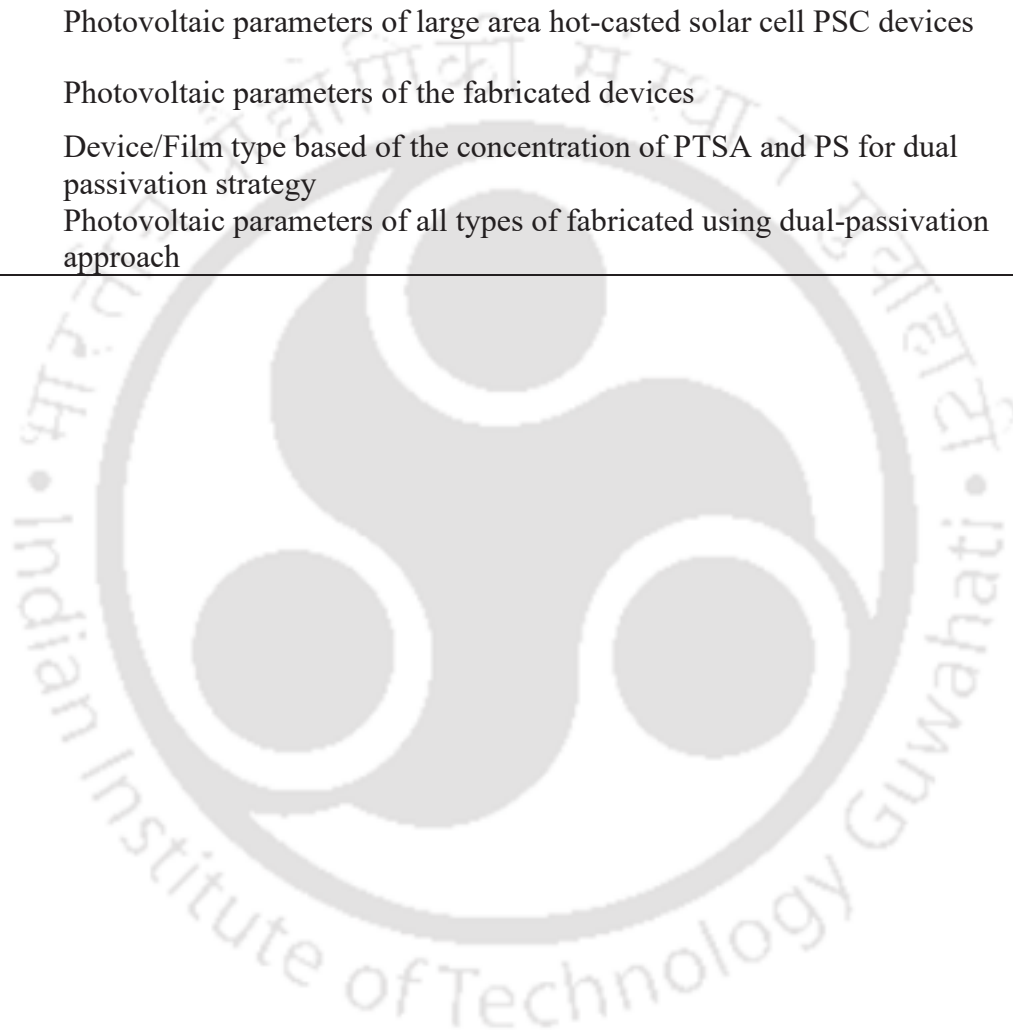 Photovoltaic parameters of large area hot-casted solar cell PSC devices
Photovoltaic parameters of the fabricated devices
Device/Film type based of the concentration of PTSA and PS for dual
passivation strategy
Photovoltaic parameters of all types of fabricated using dual-passivation
approach
भारतीय प्रौद्योगिकी संस्थान गुवाहाटी
Indian Institute of Technology Guwahati